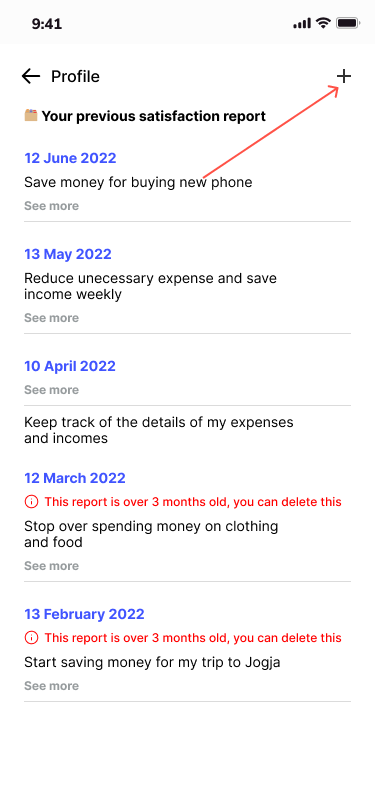 9:41
Profile
Your previous satisfaction report
12 June 2022
Save money for buying new phone
See more
13 May 2022
Reduce unecessary expense and save
income weekly
See more
10 April 2022
See more
Keep track of the details of my expenses
and incomes
12 March 2022
This report is over 3 months old, you can delete this
Stop over spending money on clothing
and food
See more
13 February 2022
This report is over 3 months old, you can delete this
Start saving money for my trip to Jogja
See more